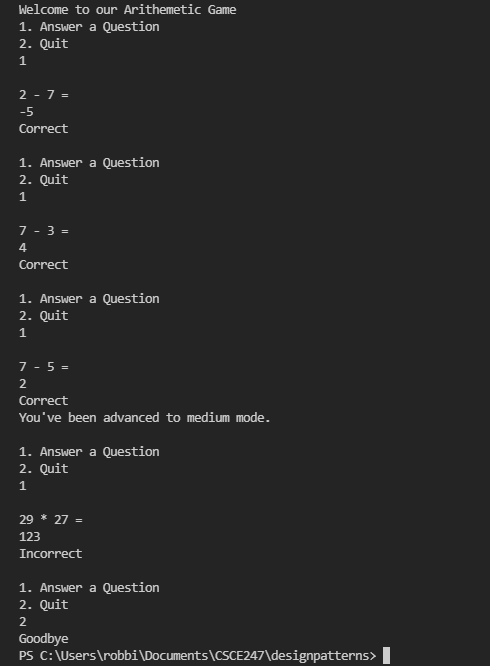 Welcome to our Arithemetic Game
1. Answer a Question
2. Quit
1
2 - 7 =
-5
Correct
1. Answer a Question
2. Quit
1
7 - 3 =
4
Correct
1. Answer a Question
2. Quit
1
7 - 5 =
2
Correct
You've been advanced to medium mode.
1. Answer a Question
2. Quit
1
29 * 27 =
123
Incorrect
1. Answer a Question
2. Quit
2
Goodbye
PS C:\Users\robbi\Documents\CSCE247\designpatterns>